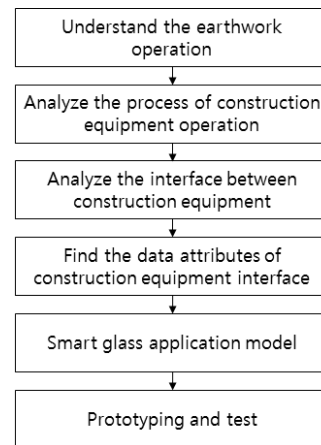 Understand the earthwork
operation
Analyze the process of construction
equipment operation
Analyze the interface between
construction equipment
Find the data attributes of
construction equipment interface
Smart glass application model
Prototyping and test